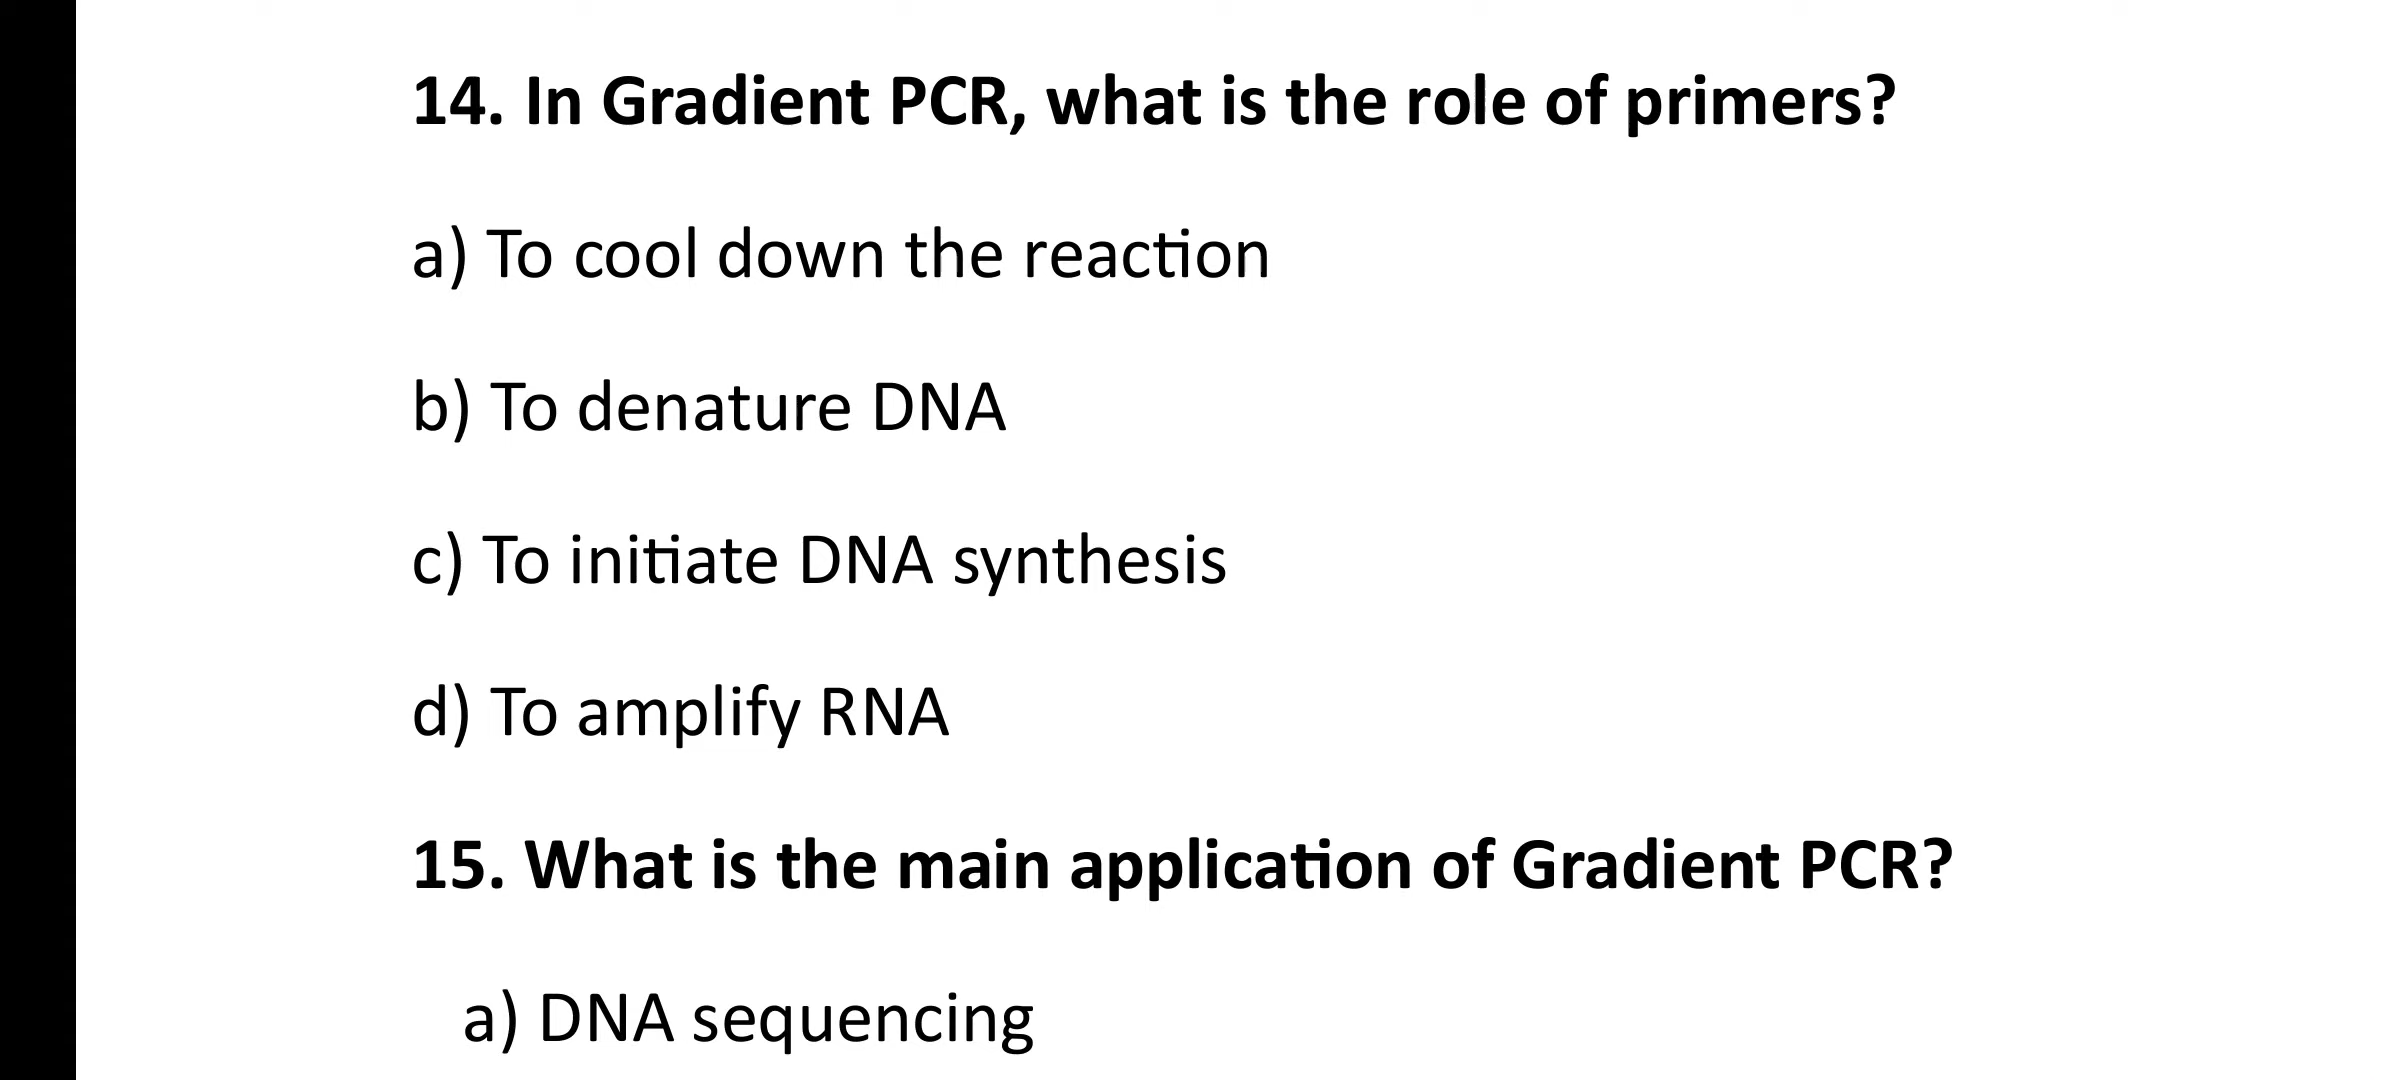 14. In Gradient PCR, what is the role of primers?
a) To cool down the reaction
b) To denature DNA
c) To initiate DNA synthesis
d) To amplify RNA
15. What is the main application of Gradient PCR?
a) DNA sequencing